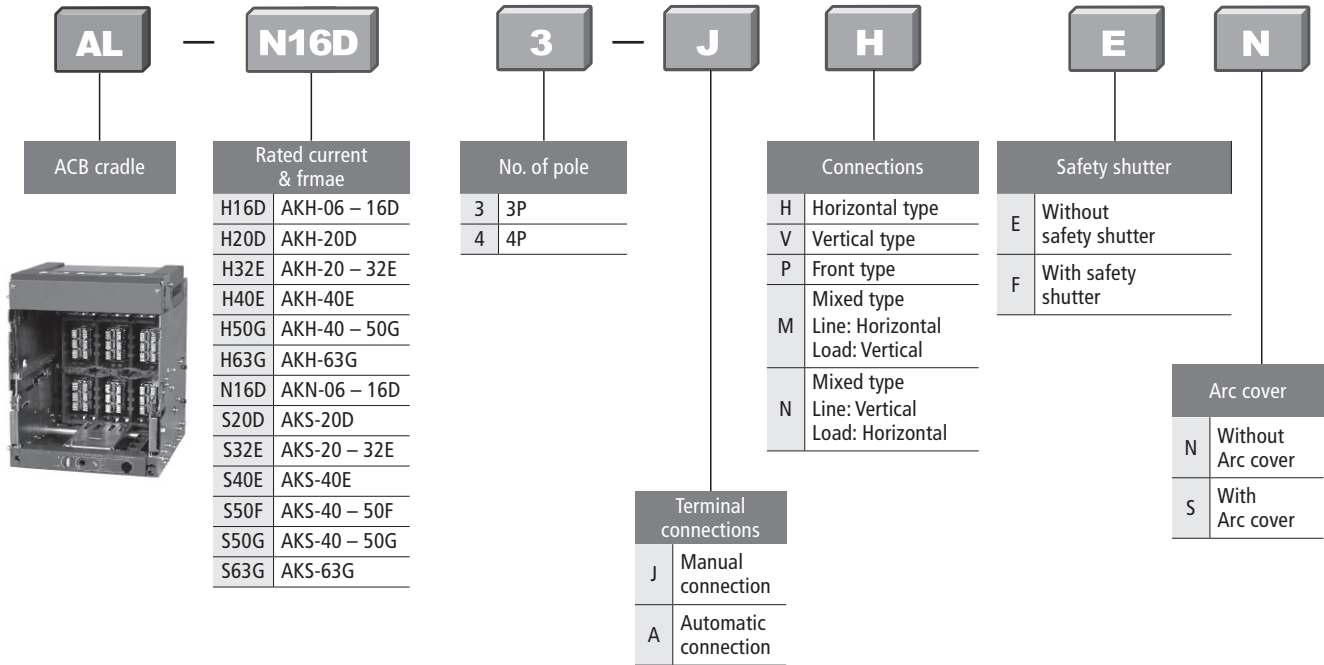 AL — N16D 3 — J H E N
ACB cradle
Rated current
& frmae
H16D AKH-06 – 16D
H20D AKH-20D
H32E AKH-20 – 32E
H40E AKH-40E
H50G AKH-40 – 50G
H63G AKH-63G
N16D AKN-06 – 16D
S20D AKS-20D
S32E AKS-20 – 32E
S40E AKS-40E
S50F AKS-40 – 50F
S50G AKS-40 – 50G
S63G AKS-63G
No. of pole
3 3P
4 4P
Terminal
connections
J Manual
connection
A Automatic
connection
Connections
H Horizontal type
V Vertical type
P Front type
Mixed type
M Line: Horizontal
Load: Vertical
Mixed type
N Line: Vertical
Load: Horizontal
Safety shutter
E Without
safety shutter
F With safety
shutter
Arc cover
N Without
Arc cover
S With
Arc cover